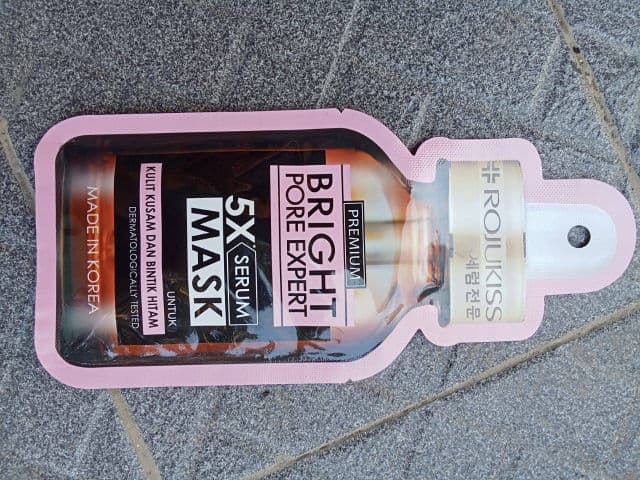 ROJUKISS
세럼 전문
PREMIUM
BRIGHT
PORE EXPERT
5X SERUM
MASK
UNTUK
KULIT KUSAM DAN BINTIK HITAM
DERMATOLOGICALLY TESTED
MADE IN KOREA